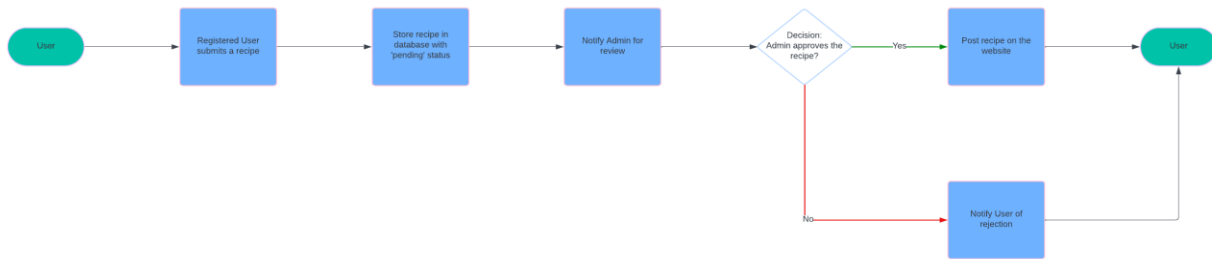 User
Registered User
submits a recipe
Store recipe in
database with
'pending' status
Notify Admin for
review
Decision:
Admin approves the
recipe?
Yes
Post recipe on the
website
User
No
Notify User of
rejection